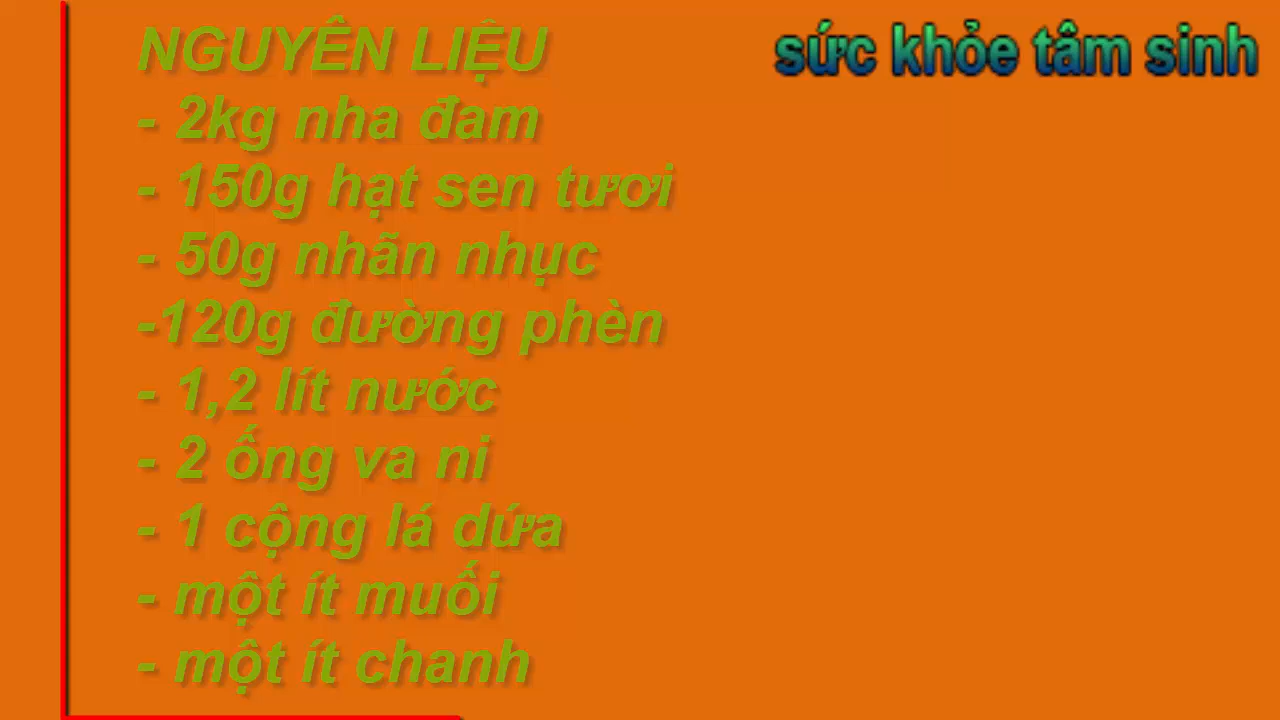 NGUYÊN LIỆU
sức khỏe tâm sinh
- 2kg nha đam
- 150g hạt sen tươi
- 50g nhãn nhục
-120g đường phèn
- 1,2 lít nước
- 2 ống va ni
- 1 cộng lá dứa
- một ít muối
- một ít chanh